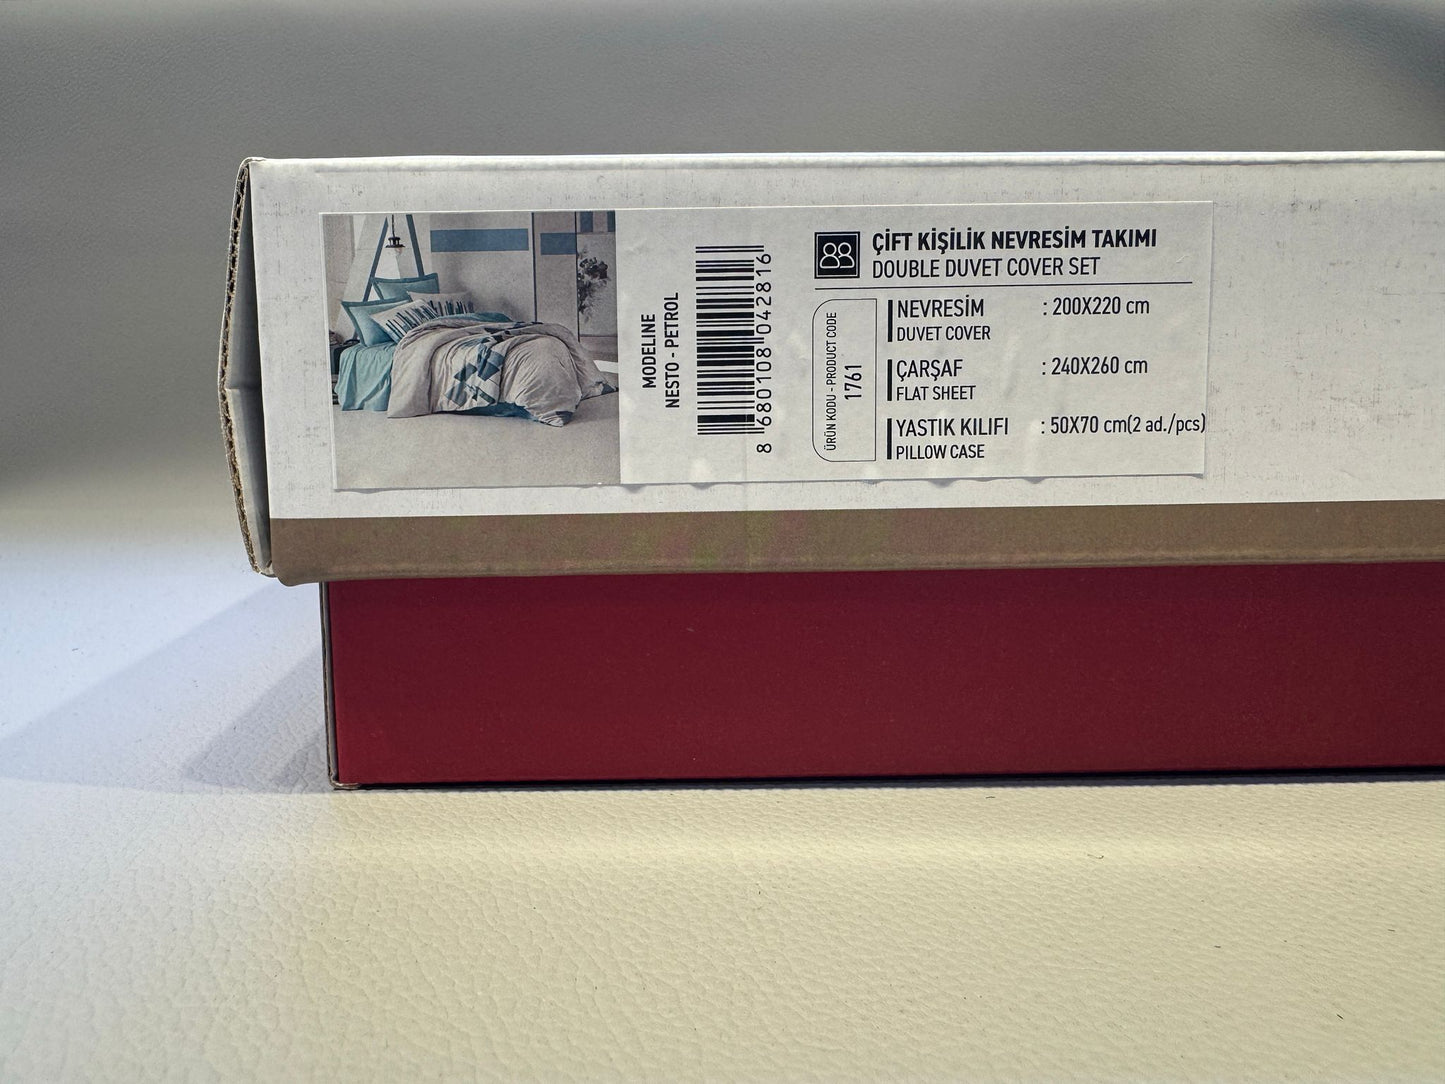 MODELINE
NESTO - PETROL
8 680108 042816
ÇİFT KİŞİLİK NEVRESİM TAKIMI
DOUBLE DUVET COVER SET
ÜRÜN KODU - PRODUCT CODE
1761
NEVRESİM : 200X220 cm
DUVET COVER
ÇARŞAF : 240X260 cm
FLAT SHEET
YASTIK KILIFI : 50X70 cm(2 ad./pcs)
PILLOW CASE